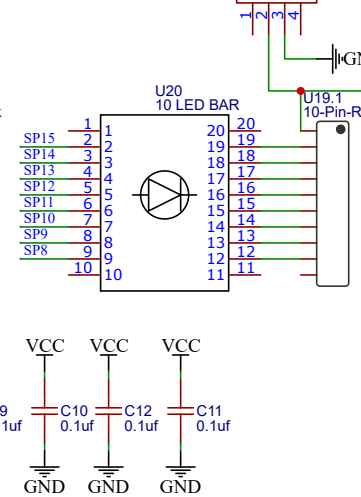 1 2 3 4
GN
U20
10 LED BAR
U19.1
10-Pin-R
1 1 20 20
SP15 2 2 19 19
SP14 3 3 18 18
SP13 4 4 17 17
SP12 5 5 16 16
SP11 6 6 15 15
SP10 7 7 14 14
SP9 8 8 13 13
SP8 9 9 12 12
10 10 11 11
VCC VCC VCC
9 C10 C12 C11
1uf 0.1uf 0.1uf 0.1uf
GND GND GND